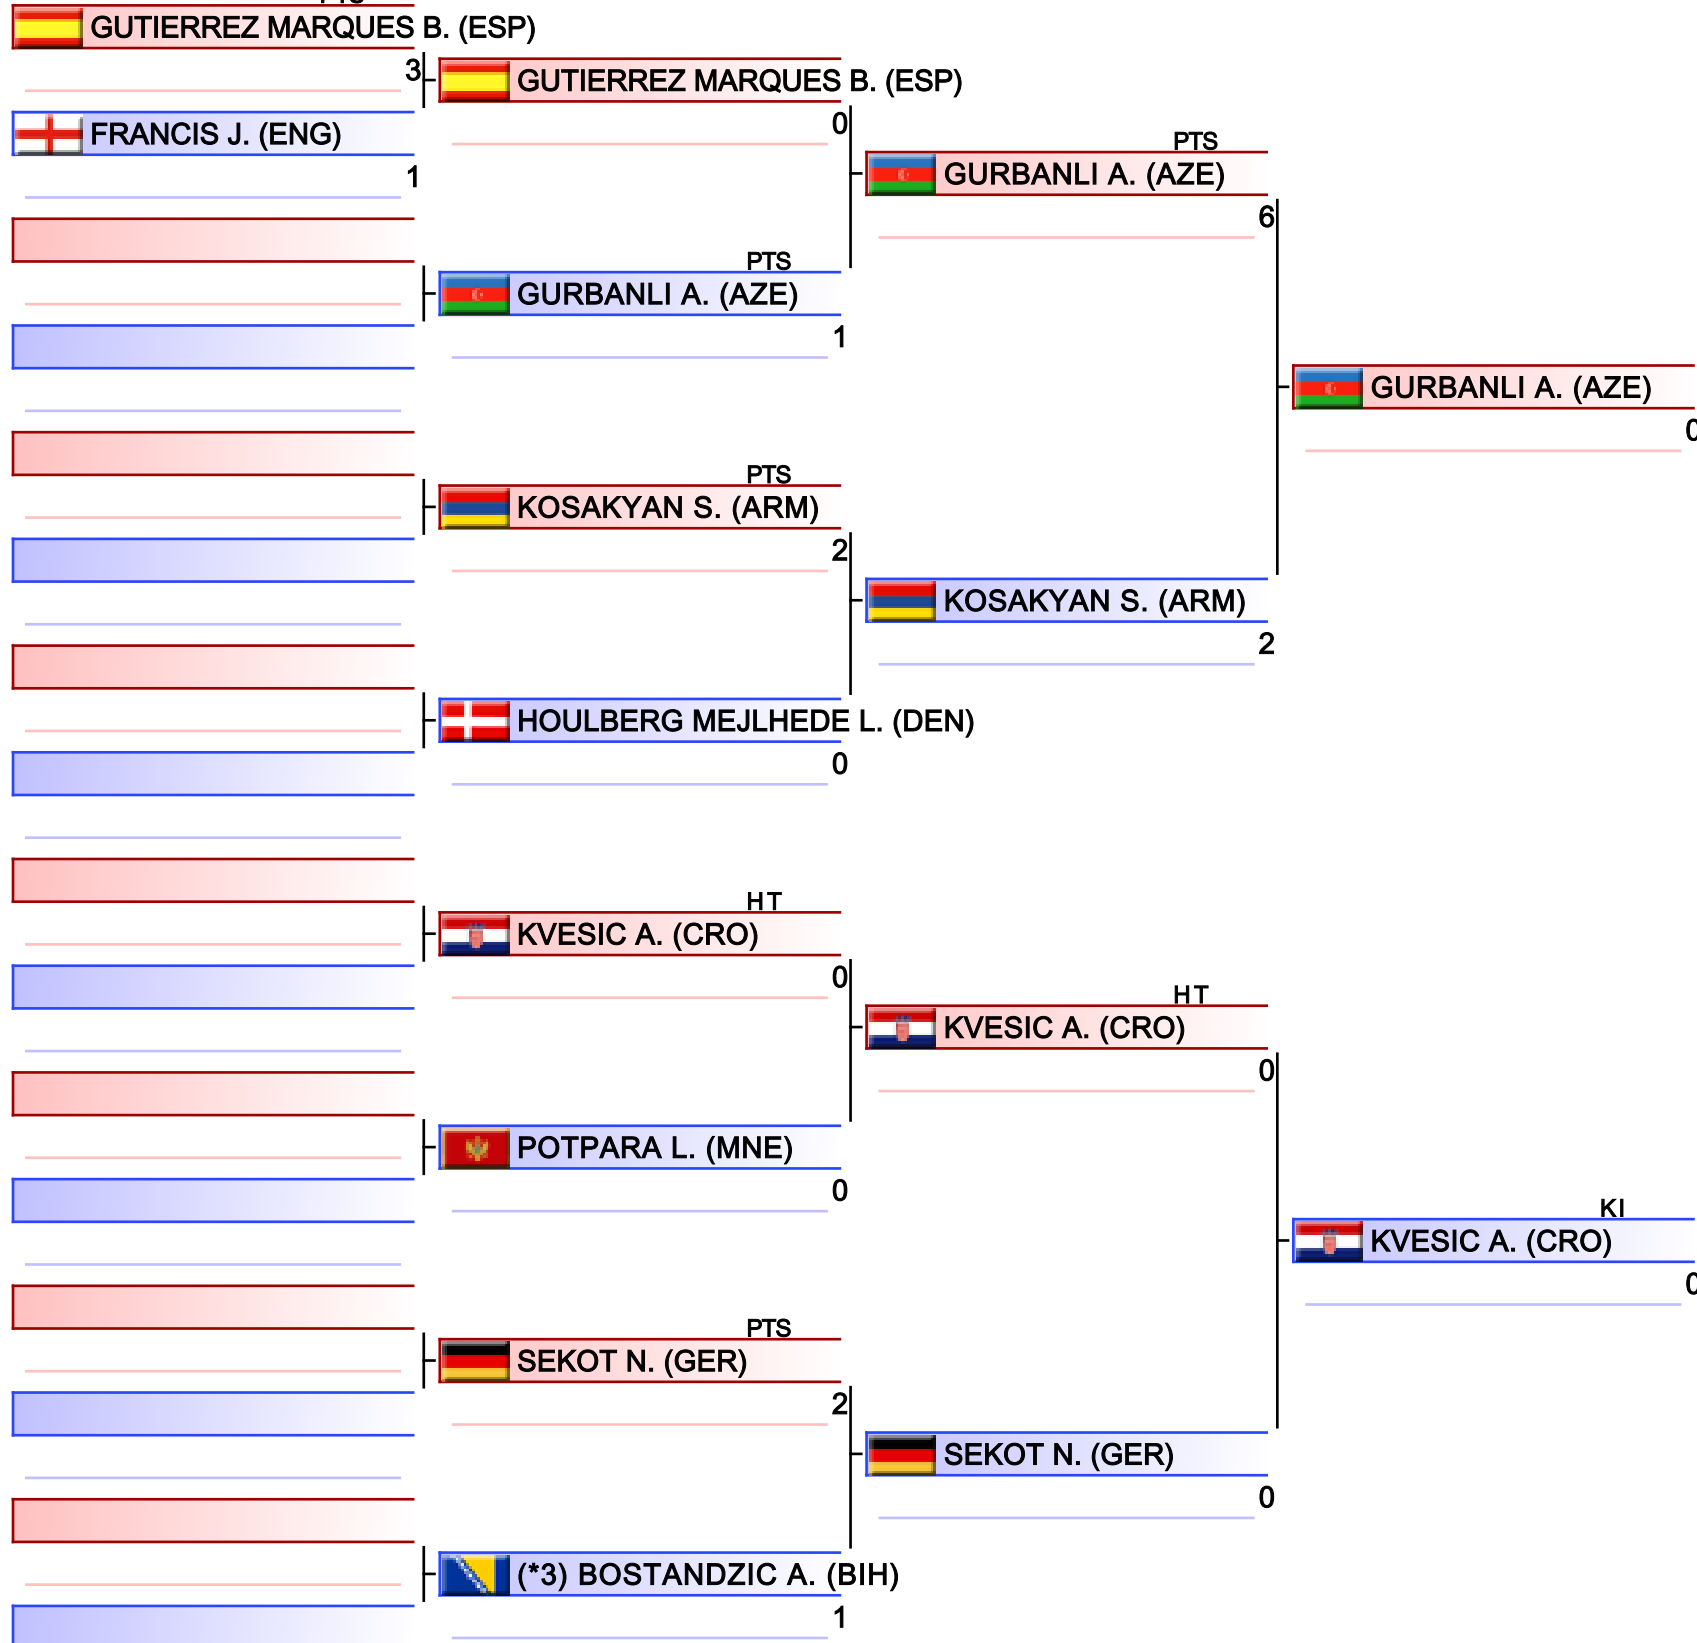 PTS
GUTIERREZ MARQUES B. (ESP)
3
FRANCIS J. (ENG)
1
GUTIERREZ MARQUES B. (ESP)
0
PTS
GURBANLI A. (AZE)
1
PTS
KOSAKYAN S. (ARM)
2
HOULBERG MEJLHEDE L. (DEN)
0
HT
KVESIC A. (CRO)
0
POTPARA L. (MNE)
0
PTS
SEKOT N. (GER)
2
(*3) BOSTANDZIC A. (BIH)
1
PTS
GURBANLI A. (AZE)
6
KOSAKYAN S. (ARM)
2
HT
KVESIC A. (CRO)
0
SEKOT N. (GER)
0
GURBANLI A. (AZE)
0
KI
KVESIC A. (CRO)
0